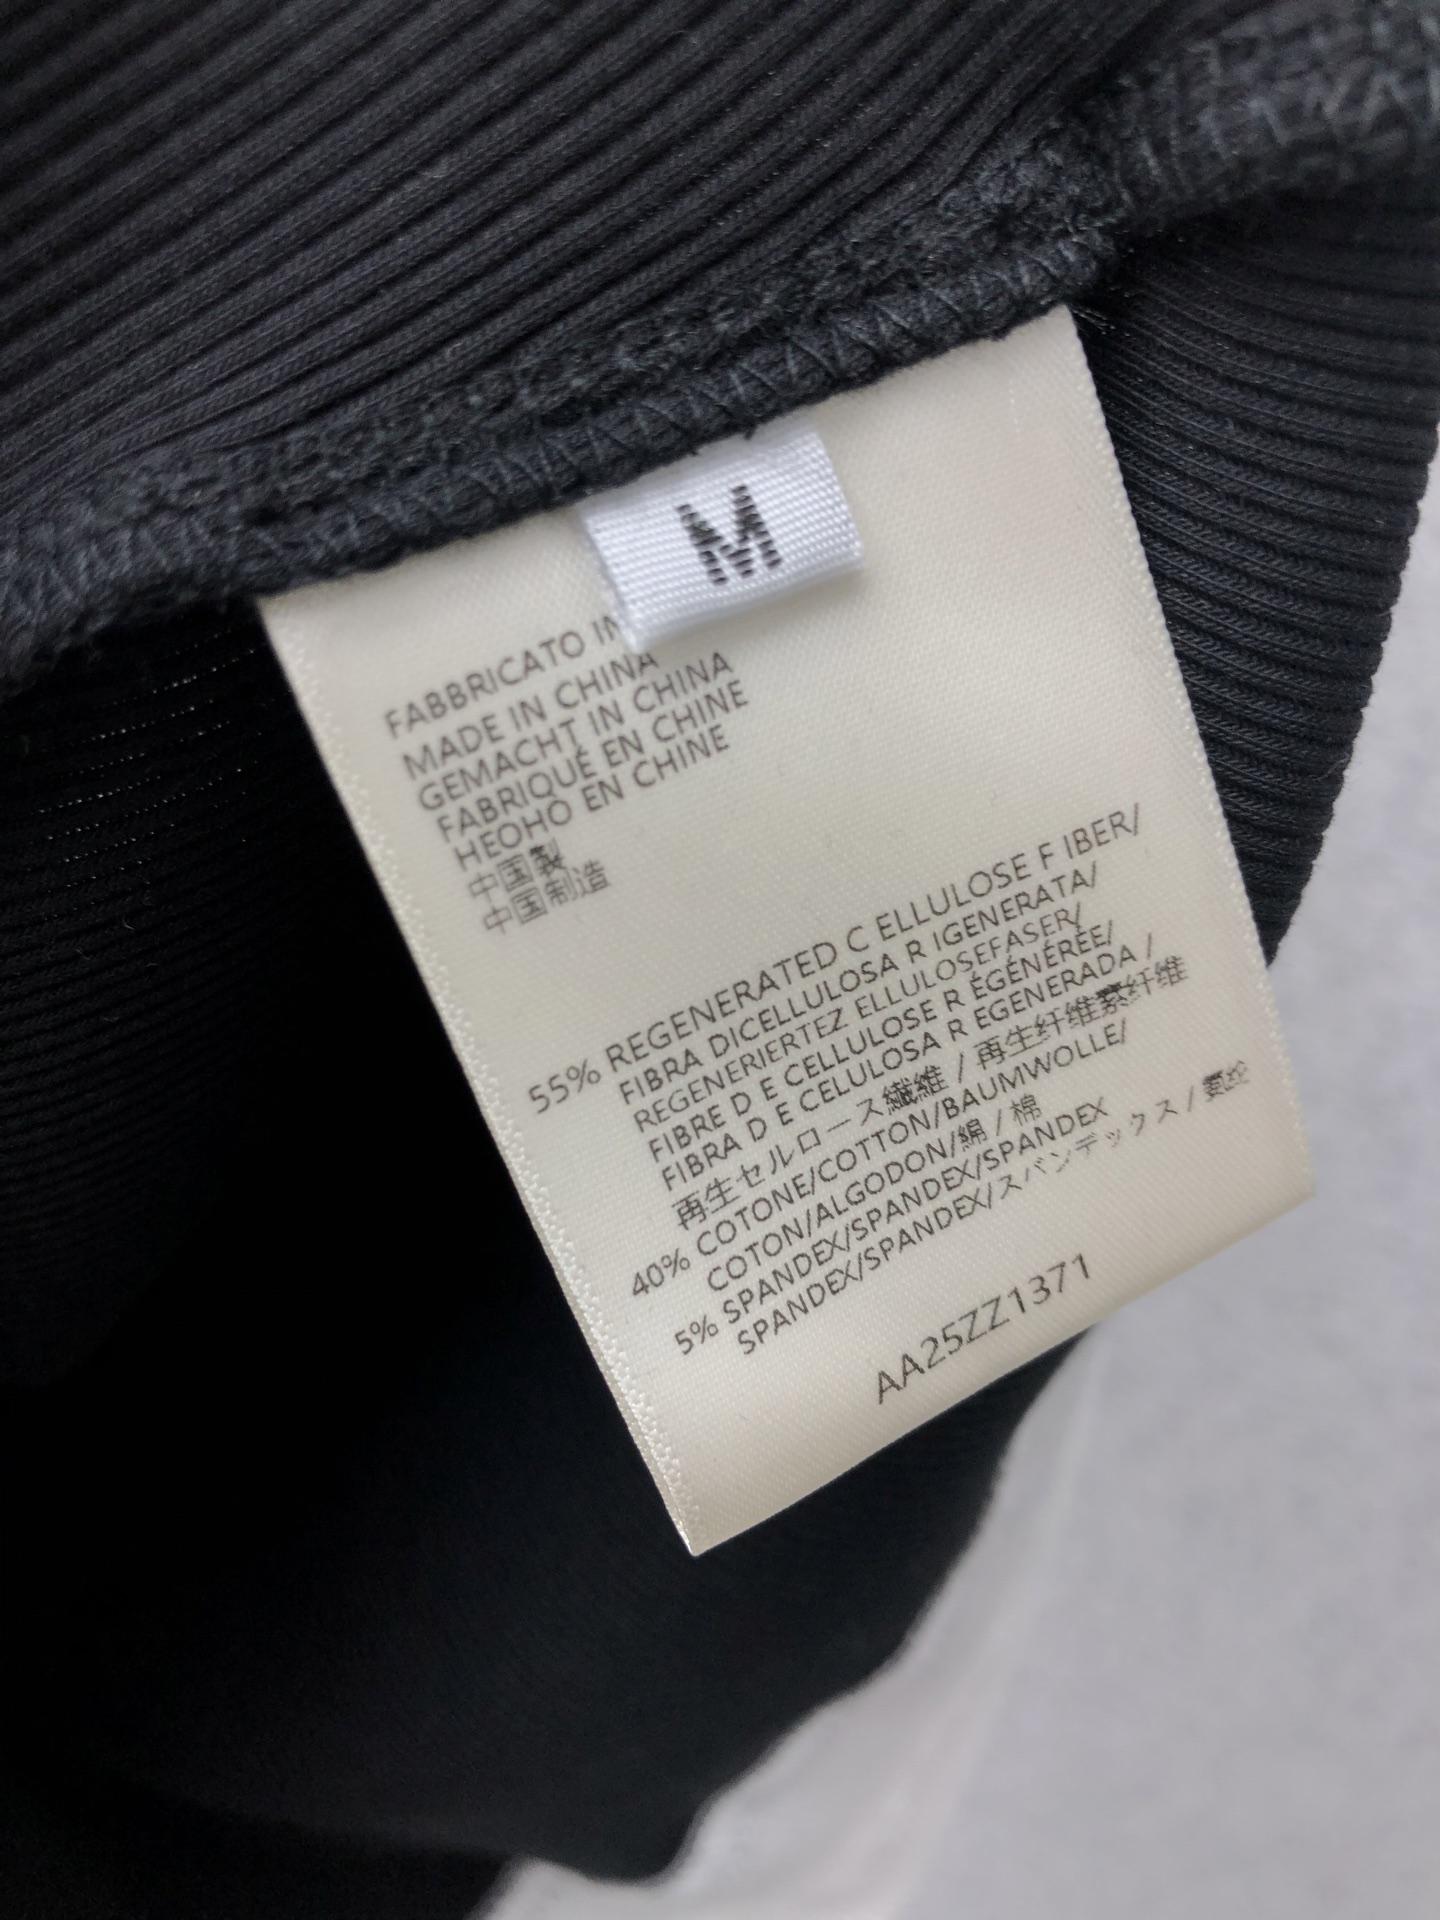 M
FABBRICATO IN
MADE IN CHINA
GEMACHT IN CHINA
FABRIQUÉ EN CHINE
HEOHO EN CHINE
中国製
中国制造
55% REGENERATED C ELLULOSE F IBER/
FIBRA DICELLULOSA R IGENERATA/
REGENERIERTEZ ELLULOSEFASER/
FIBRE D E CELLULOSE R ÉGÉNÉRÉE/
FIBRA D E CELULOSA R EGENERADA /
再生セルロース繊維 / 再生纤维素纤维
40% COTONE/COTTON/BAUMWOLLE/
COTON/ALGODON/綿 / 棉
5% SPANDEX/SPANDEX/SPANDEX
SPANDEX/SPANDEX/スパンデックス / 氨纶
AA25ZZ1371